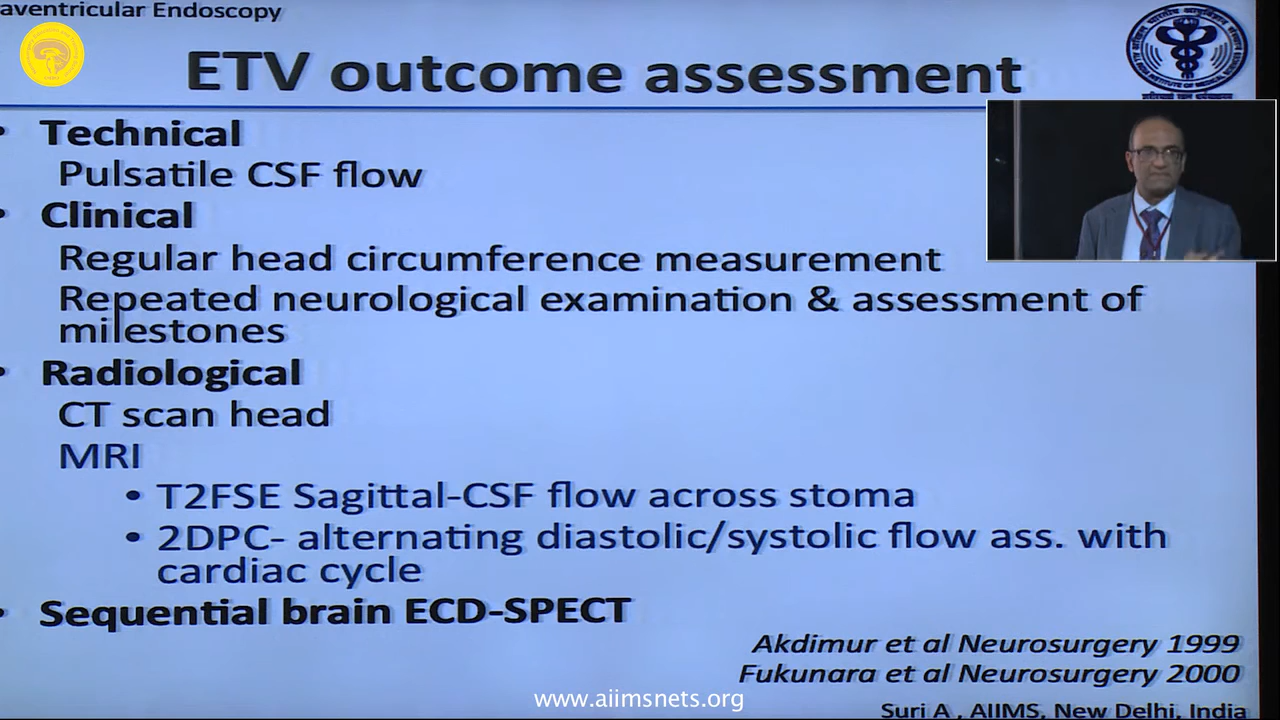 aventricular Endoscopy
ETV outcome assessment
• Technical
Pulsatile CSF flow
• Clinical
Regular head circumference measurement
Repeated neurological examination & assessment of
milestones
• Radiological
CT scan head
MRI
• T2FSE Sagittal-CSF flow across stoma
• 2DPC- alternating diastolic/systolic flow ass. with
cardiac cycle
• Sequential brain ECD-SPECT
Akdimur et al Neurosurgery 1999
Fukunara et al Neurosurgery 2000
www.aiimsnets.org
Suri A , AIIMS, New Delhi, India